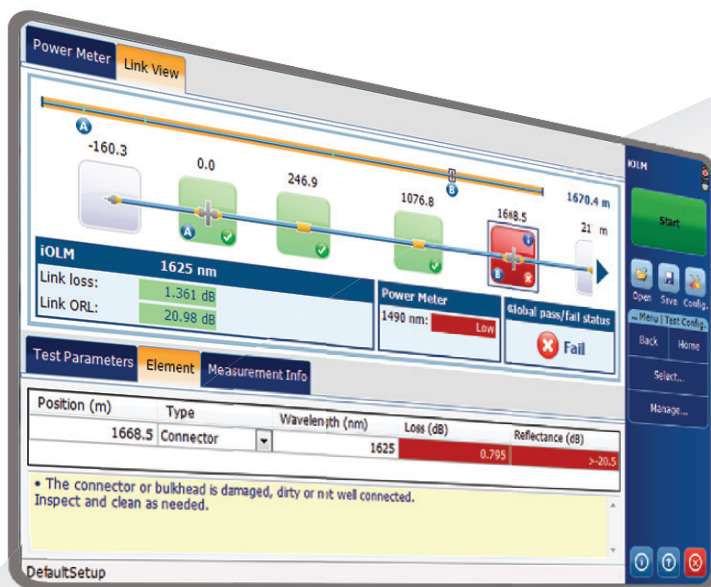 Power Meter
Link View
A
B
1670.4 m
-160.3
0.0
246.9
1076.8
1668.5
A
B
iOLM
1625 nm
Link loss:
1.361 dB
Link ORL:
20.98 dB
Power Meter
1490 nm:
Low
Global pass/fail status
Fail
Test Parameters
Element
Measurement Info
Position (m)
Type
Wavelength (nm)
Loss (dB)
Reflectance (dB)
1668.5
Connector
1625
0.795
>-20.5
• The connector or bulkhead is damaged, dirty or not well connected.
Inspect and clean as needed.
DefaultSetup
iOLM
Start
Open
Save
Config.
... Menu
Test Config.
Back
Home
Select...
Manage...